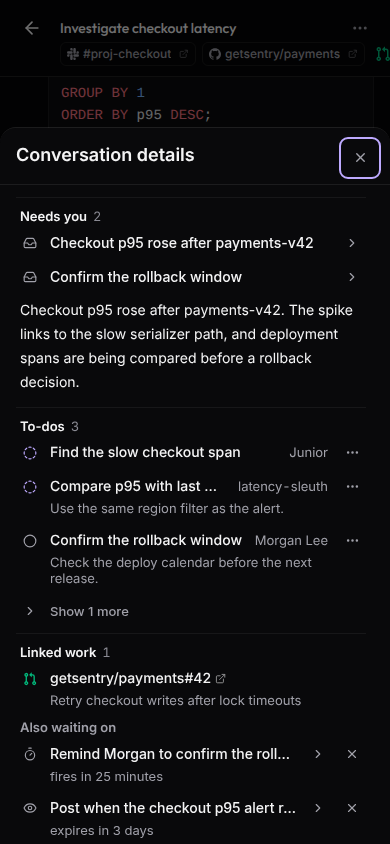 Investigate checkout latency
#proj-checkout getsentry/payments
GROUP BY 1
ORDER BY p95 DESC;
Conversation details
Needs you 2
Checkout p95 rose after payments-v42
Confirm the rollback window
Checkout p95 rose after payments-v42. The spike
links to the slow serializer path, and deployment
spans are being compared before a rollback
decision.
To-dos 3
Find the slow checkout span Junior
Compare p95 with last ... latency-sleuth
Use the same region filter as the alert.
Confirm the rollback window Morgan Lee
Check the deploy calendar before the next
release.
Show 1 more
Linked work 1
getsentry/payments#42
Retry checkout writes after lock timeouts
Also waiting on
Remind Morgan to confirm the roll...
fires in 25 minutes
Post when the checkout p95 alert r...
expires in 3 days